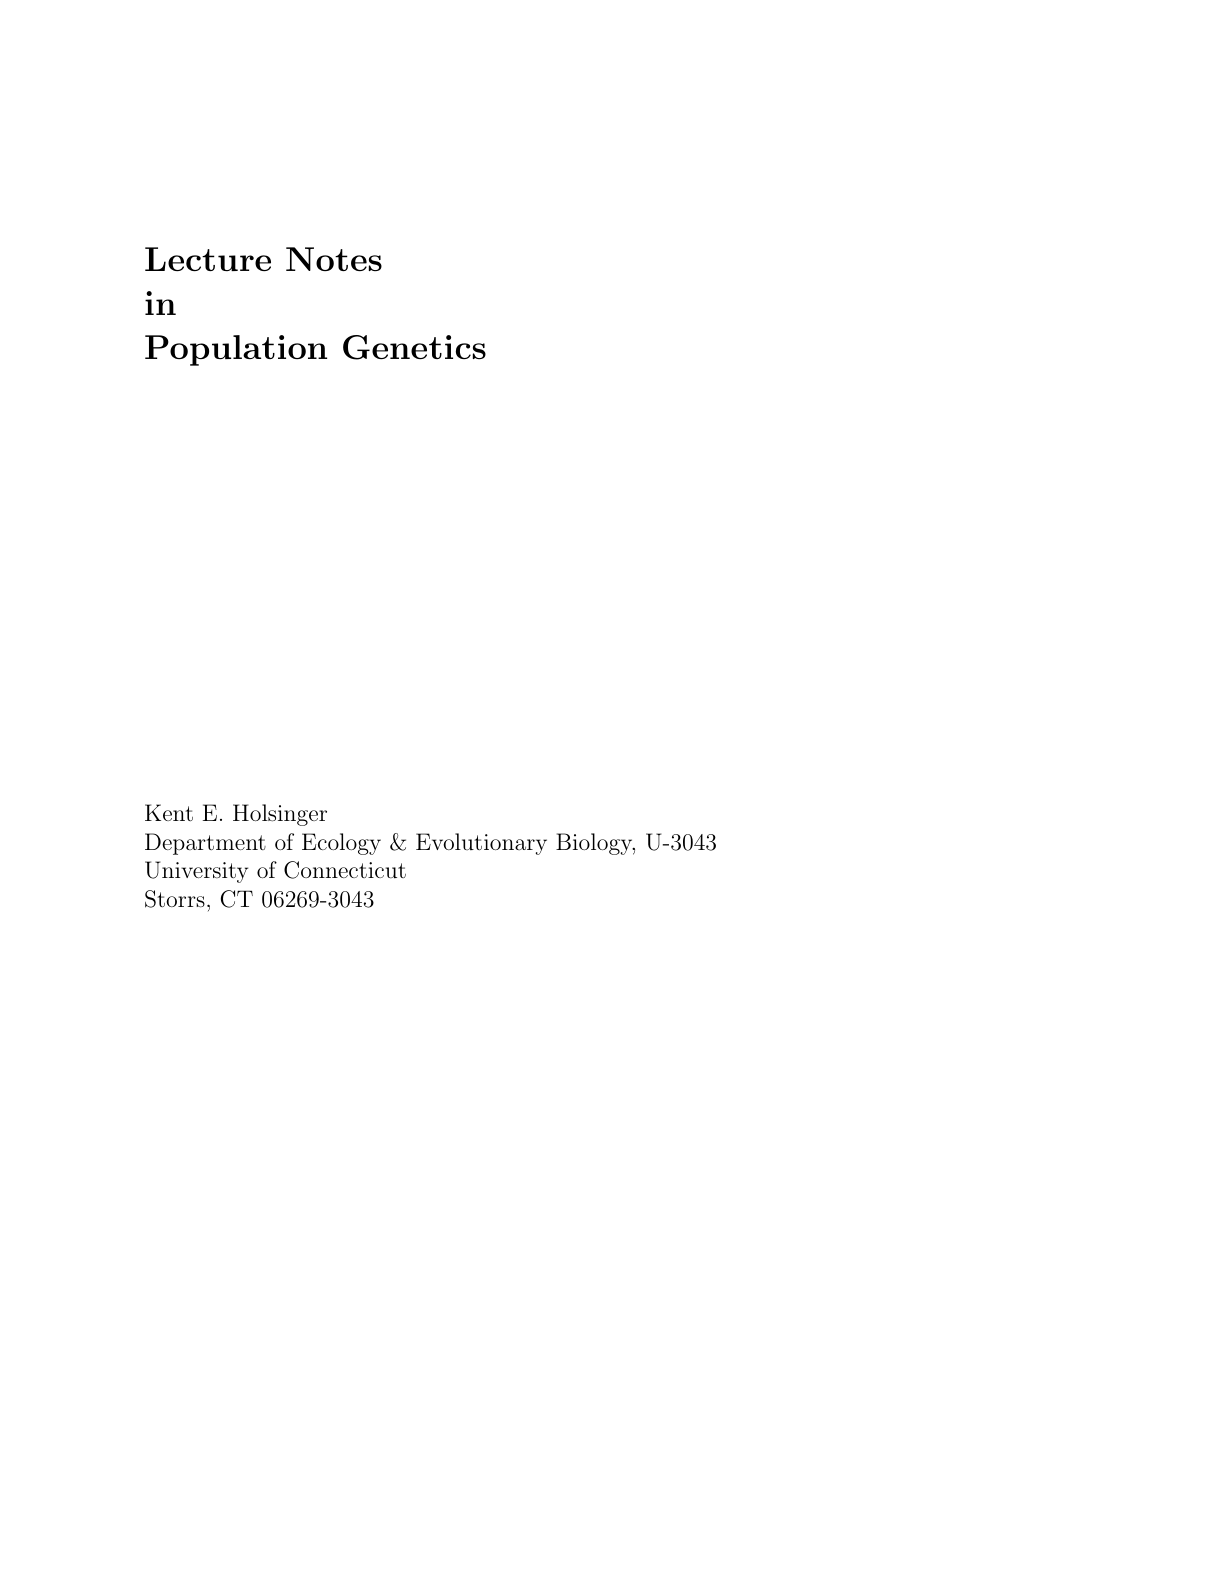 Lecture Notes
in
Population Genetics
Kent E. Holsinger
Department of Ecology & Evolutionary Biology, U-3043
University of Connecticut
Storrs, CT 06269-3043